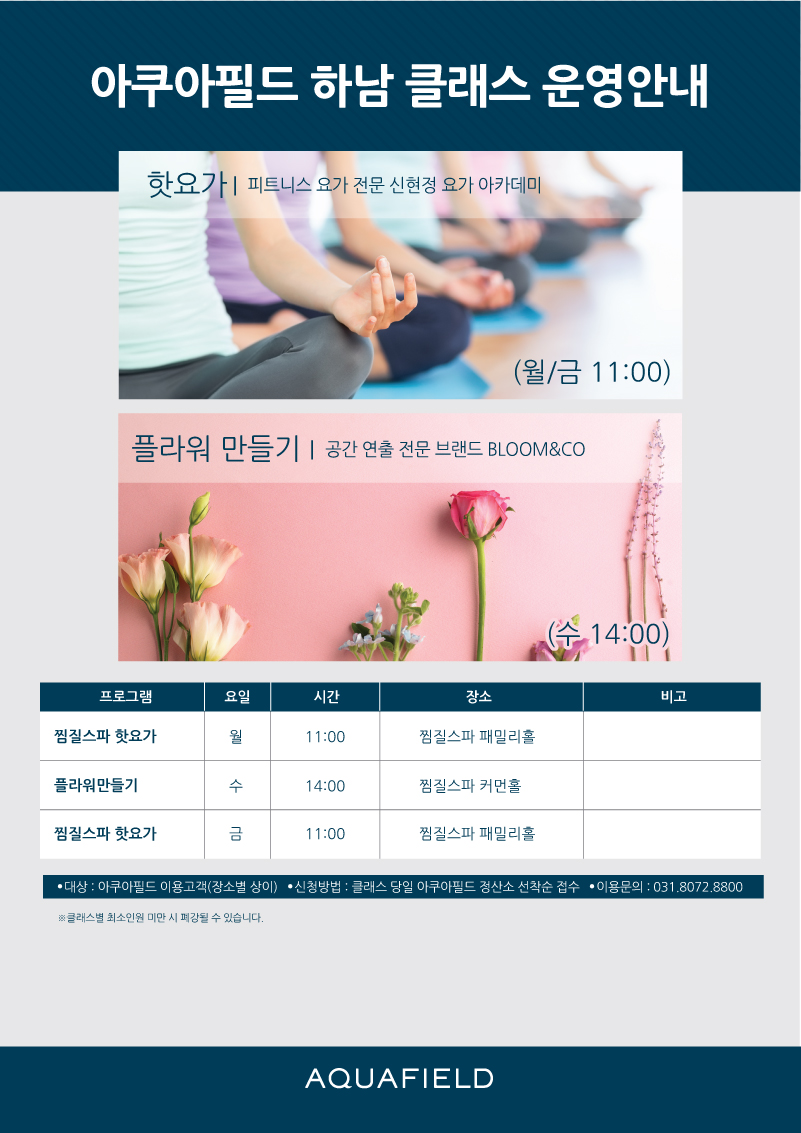 아쿠아필드 하남 클래스 운영안내
핫요가 | 피트니스 요가 전문 신현정 요가 아카데미
(월/금 11:00)
플라워 만들기 | 공간 연출 전문 브랜드 BLOOM&CO
(수 14:00)
프로그램 요일 시간 장소 비고
찜질스파 핫요가 월 11:00 찜질스파 패밀리홀
플라워만들기 수 14:00 찜질스파 커먼홀
찜질스파 핫요가 금 11:00 찜질스파 패밀리홀
•대상 : 아쿠아필드 이용고객(장소별 상이) •신청방법 : 클래스 당일 아쿠아필드 정산소 선착순 접수 •이용문의 : 031.8072.8800
※클래스별 최소인원 미만 시 폐강될 수 있습니다.
AQUAFIELD